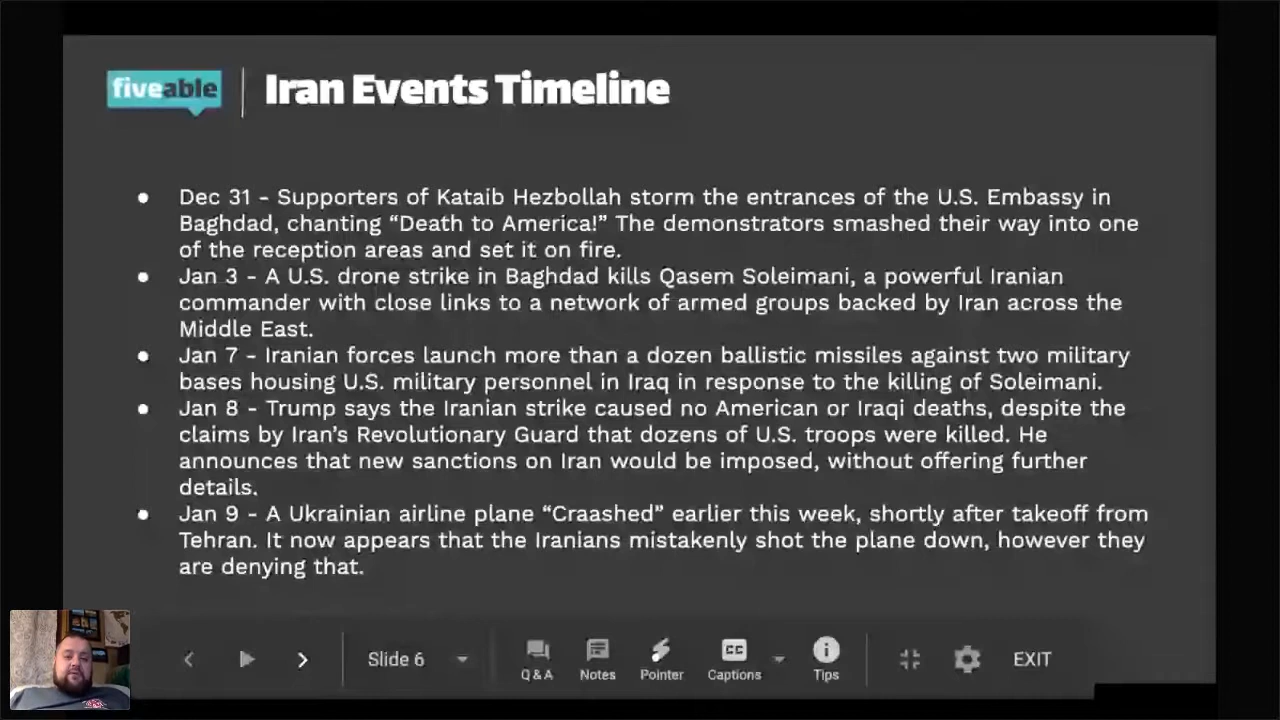 fiveable
Iran Events Timeline
● Dec 31 - Supporters of Kataib Hezbollah storm the entrances of the U.S. Embassy in
Baghdad, chanting “Death to America!” The demonstrators smashed their way into one
of the reception areas and set it on fire.
● Jan 3 - A U.S. drone strike in Baghdad kills Qasem Soleimani, a powerful Iranian
commander with close links to a network of armed groups backed by Iran across the
Middle East.
● Jan 7 - Iranian forces launch more than a dozen ballistic missiles against two military
bases housing U.S. military personnel in Iraq in response to the killing of Soleimani.
● Jan 8 - Trump says the Iranian strike caused no American or Iraqi deaths, despite the
claims by Iran’s Revolutionary Guard that dozens of U.S. troops were killed. He
announces that new sanctions on Iran would be imposed, without offering further
details.
● Jan 9 - A Ukrainian airline plane “Craashed” earlier this week, shortly after takeoff from
Tehran. It now appears that the Iranians mistakenly shot the plane down, however they
are denying that.
Slide 6
Q & A
Notes
Pointer
CC
Captions
Tips
EXIT